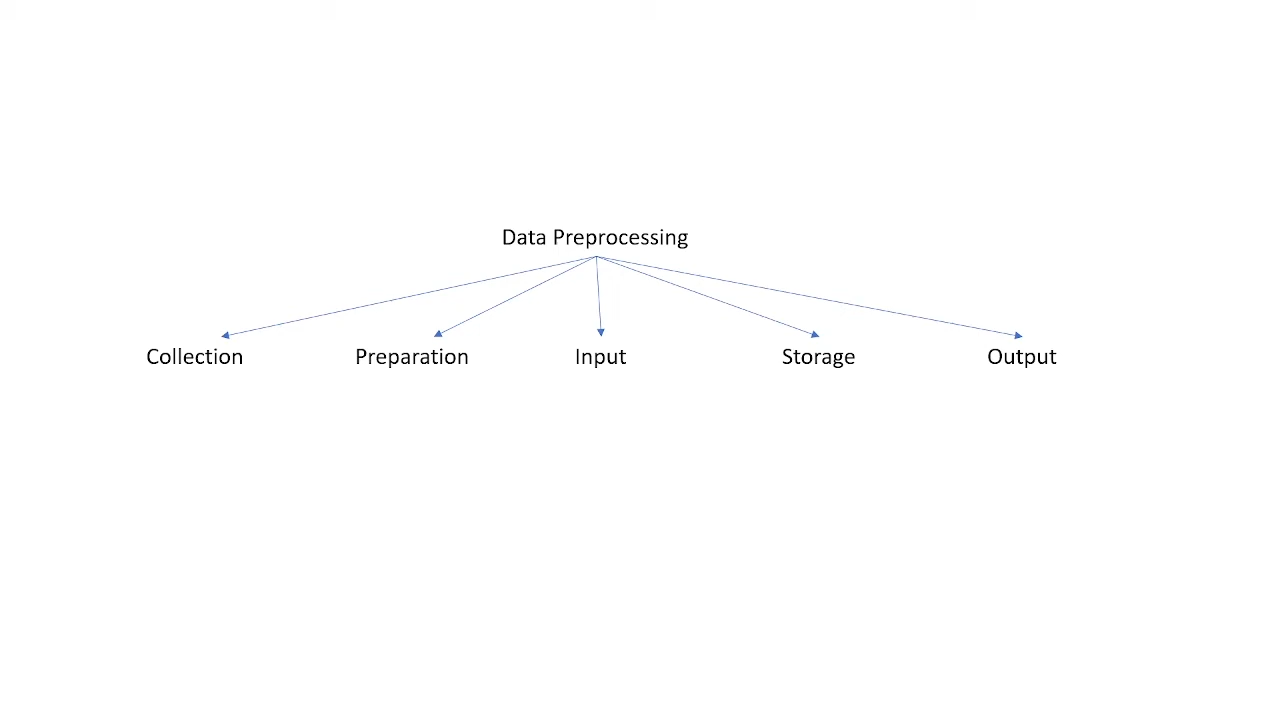 Data Preprocessing
Collection
Preparation
Input
Storage
Output